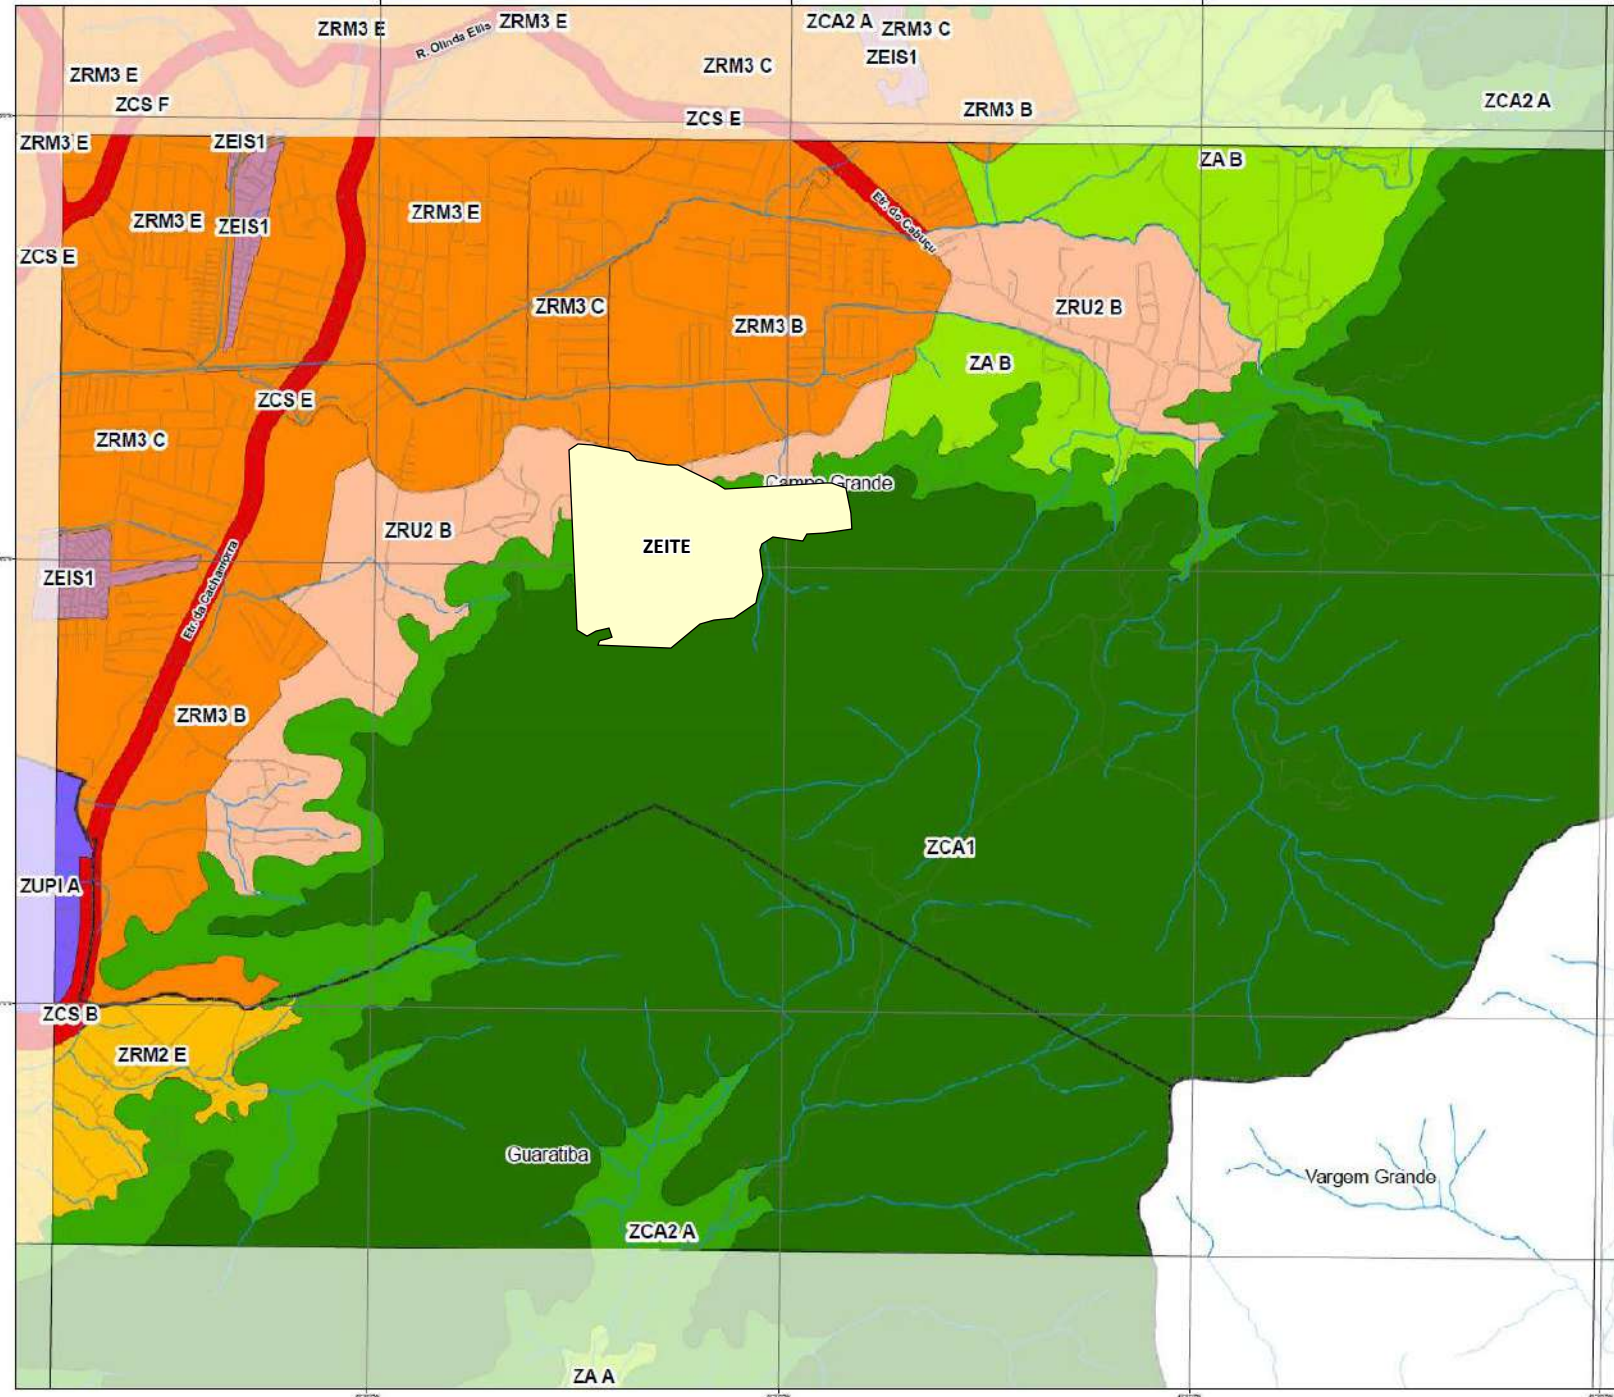 ZRM3 E
ZRM3 E
ZCA2 A
ZRM3 C
R. Olinda Ellis
ZEIS1
ZRM3 C
ZRM3 E
ZCA2 A
ZCS F
ZRM3 B
ZCS E
ZRM3 E
ZEIS1
ZA B
ZRM3 E
ZEIS1
ZRM3 E
Etr. do Cabuçu
ZCS E
ZRM3 C
ZRU2 B
ZRM3 B
ZA B
ZCS E
ZRM3 C
Campo Grande
ZRU2 B
ZEITE
ZEIS1
Etr. da Cachamorra
ZRM3 B
ZCA1
ZUPI A
ZCS B
ZRM2 E
Guaratiba
Vargem Grande
ZCA2 A
ZA A